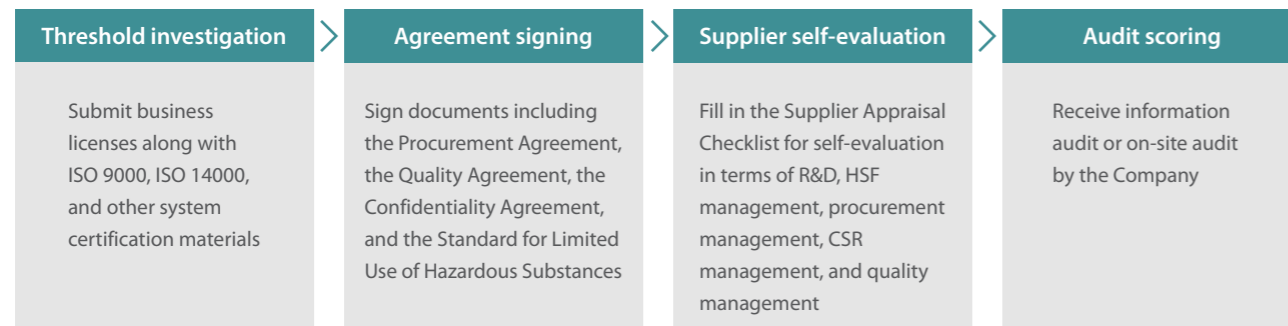 Threshold investigation
Submit business
licenses along with
ISO 9000, ISO 14000,
and other system
certification materials
Agreement signing
Sign documents including
the Procurement Agreement,
the Quality Agreement, the
Confidentiality Agreement,
and the Standard for Limited
Use of Hazardous Substances
Supplier self-evaluation
Fill in the Supplier Appraisal
Checklist for self-evaluation
in terms of R&D, HSF
management, procurement
management, CSR
management, and quality
management
Audit scoring
Receive information
audit or on-site audit
by the Company